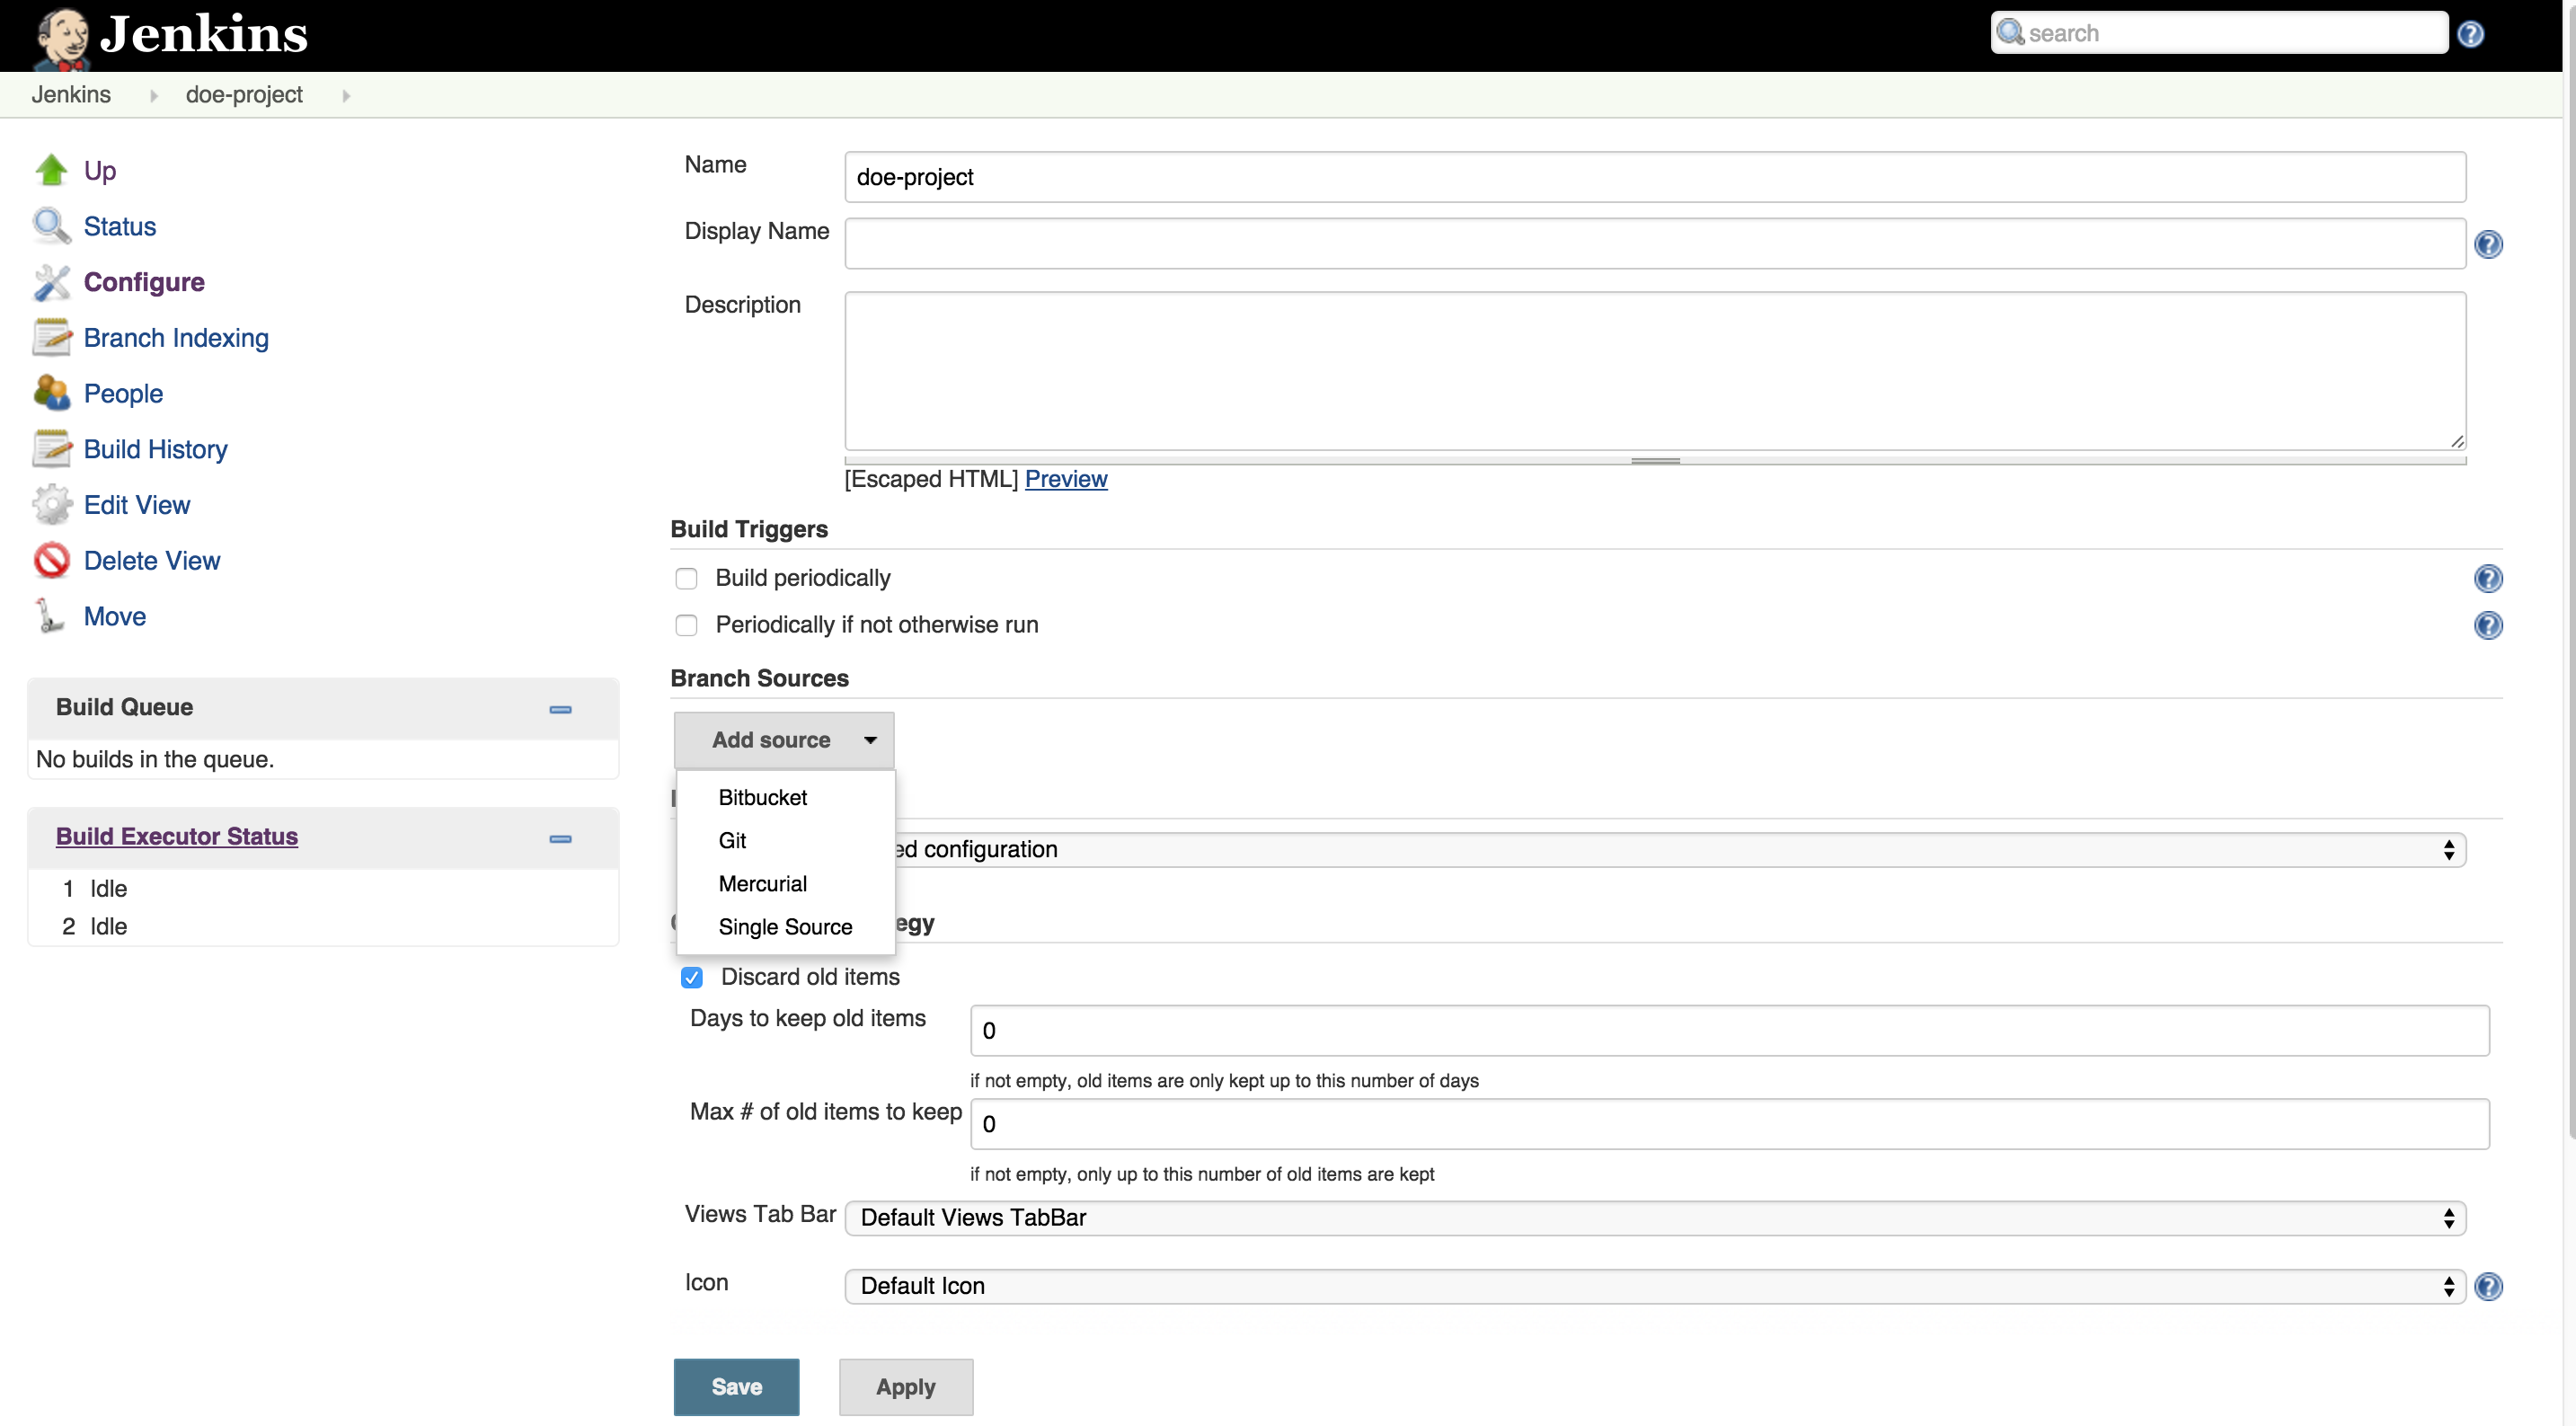 Jenkins
search
Jenkins
doe-project
Up
Status
Configure
Branch Indexing
People
Build History
Edit View
Delete View
Move
Build Queue
No builds in the queue.
Build Executor Status
1 Idle
2 Idle
Name
doe-project
Display Name
Description
[Escaped HTML] Preview
Build Triggers
Build periodically
Periodically if not otherwise run
Branch Sources
Add source
Bitbucket
Git
Mercurial
Single Source
ed configuration
egy
Discard old items
Days to keep old items
0
if not empty, old items are only kept up to this number of days
Max # of old items to keep
0
if not empty, only up to this number of old items are kept
Views Tab Bar
Default Views TabBar
Icon
Default Icon
Save
Apply